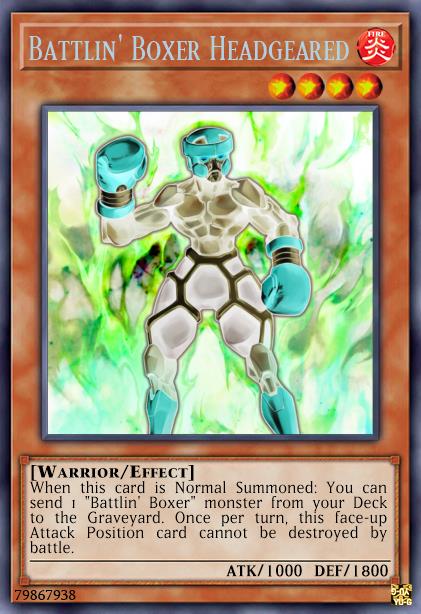 BATTLIN' BOXER HEADGEARED
FIRE
炎
[WARRIOR/EFFECT]
When this card is Normal Summoned: You can
send 1 "Battlin' Boxer" monster from your Deck
to the Graveyard. Once per turn, this face-up
Attack Position card cannot be destroyed by
battle.
ATK/1000 DEF/1800
79867938